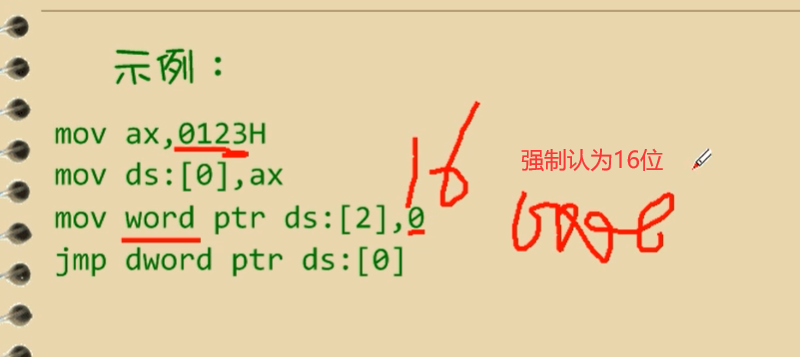 示例：
mov ax,0123H
mov ds:[0],ax
16
强制认为16位
mov word ptr ds:[2],0
jmp dword ptr ds:[0]